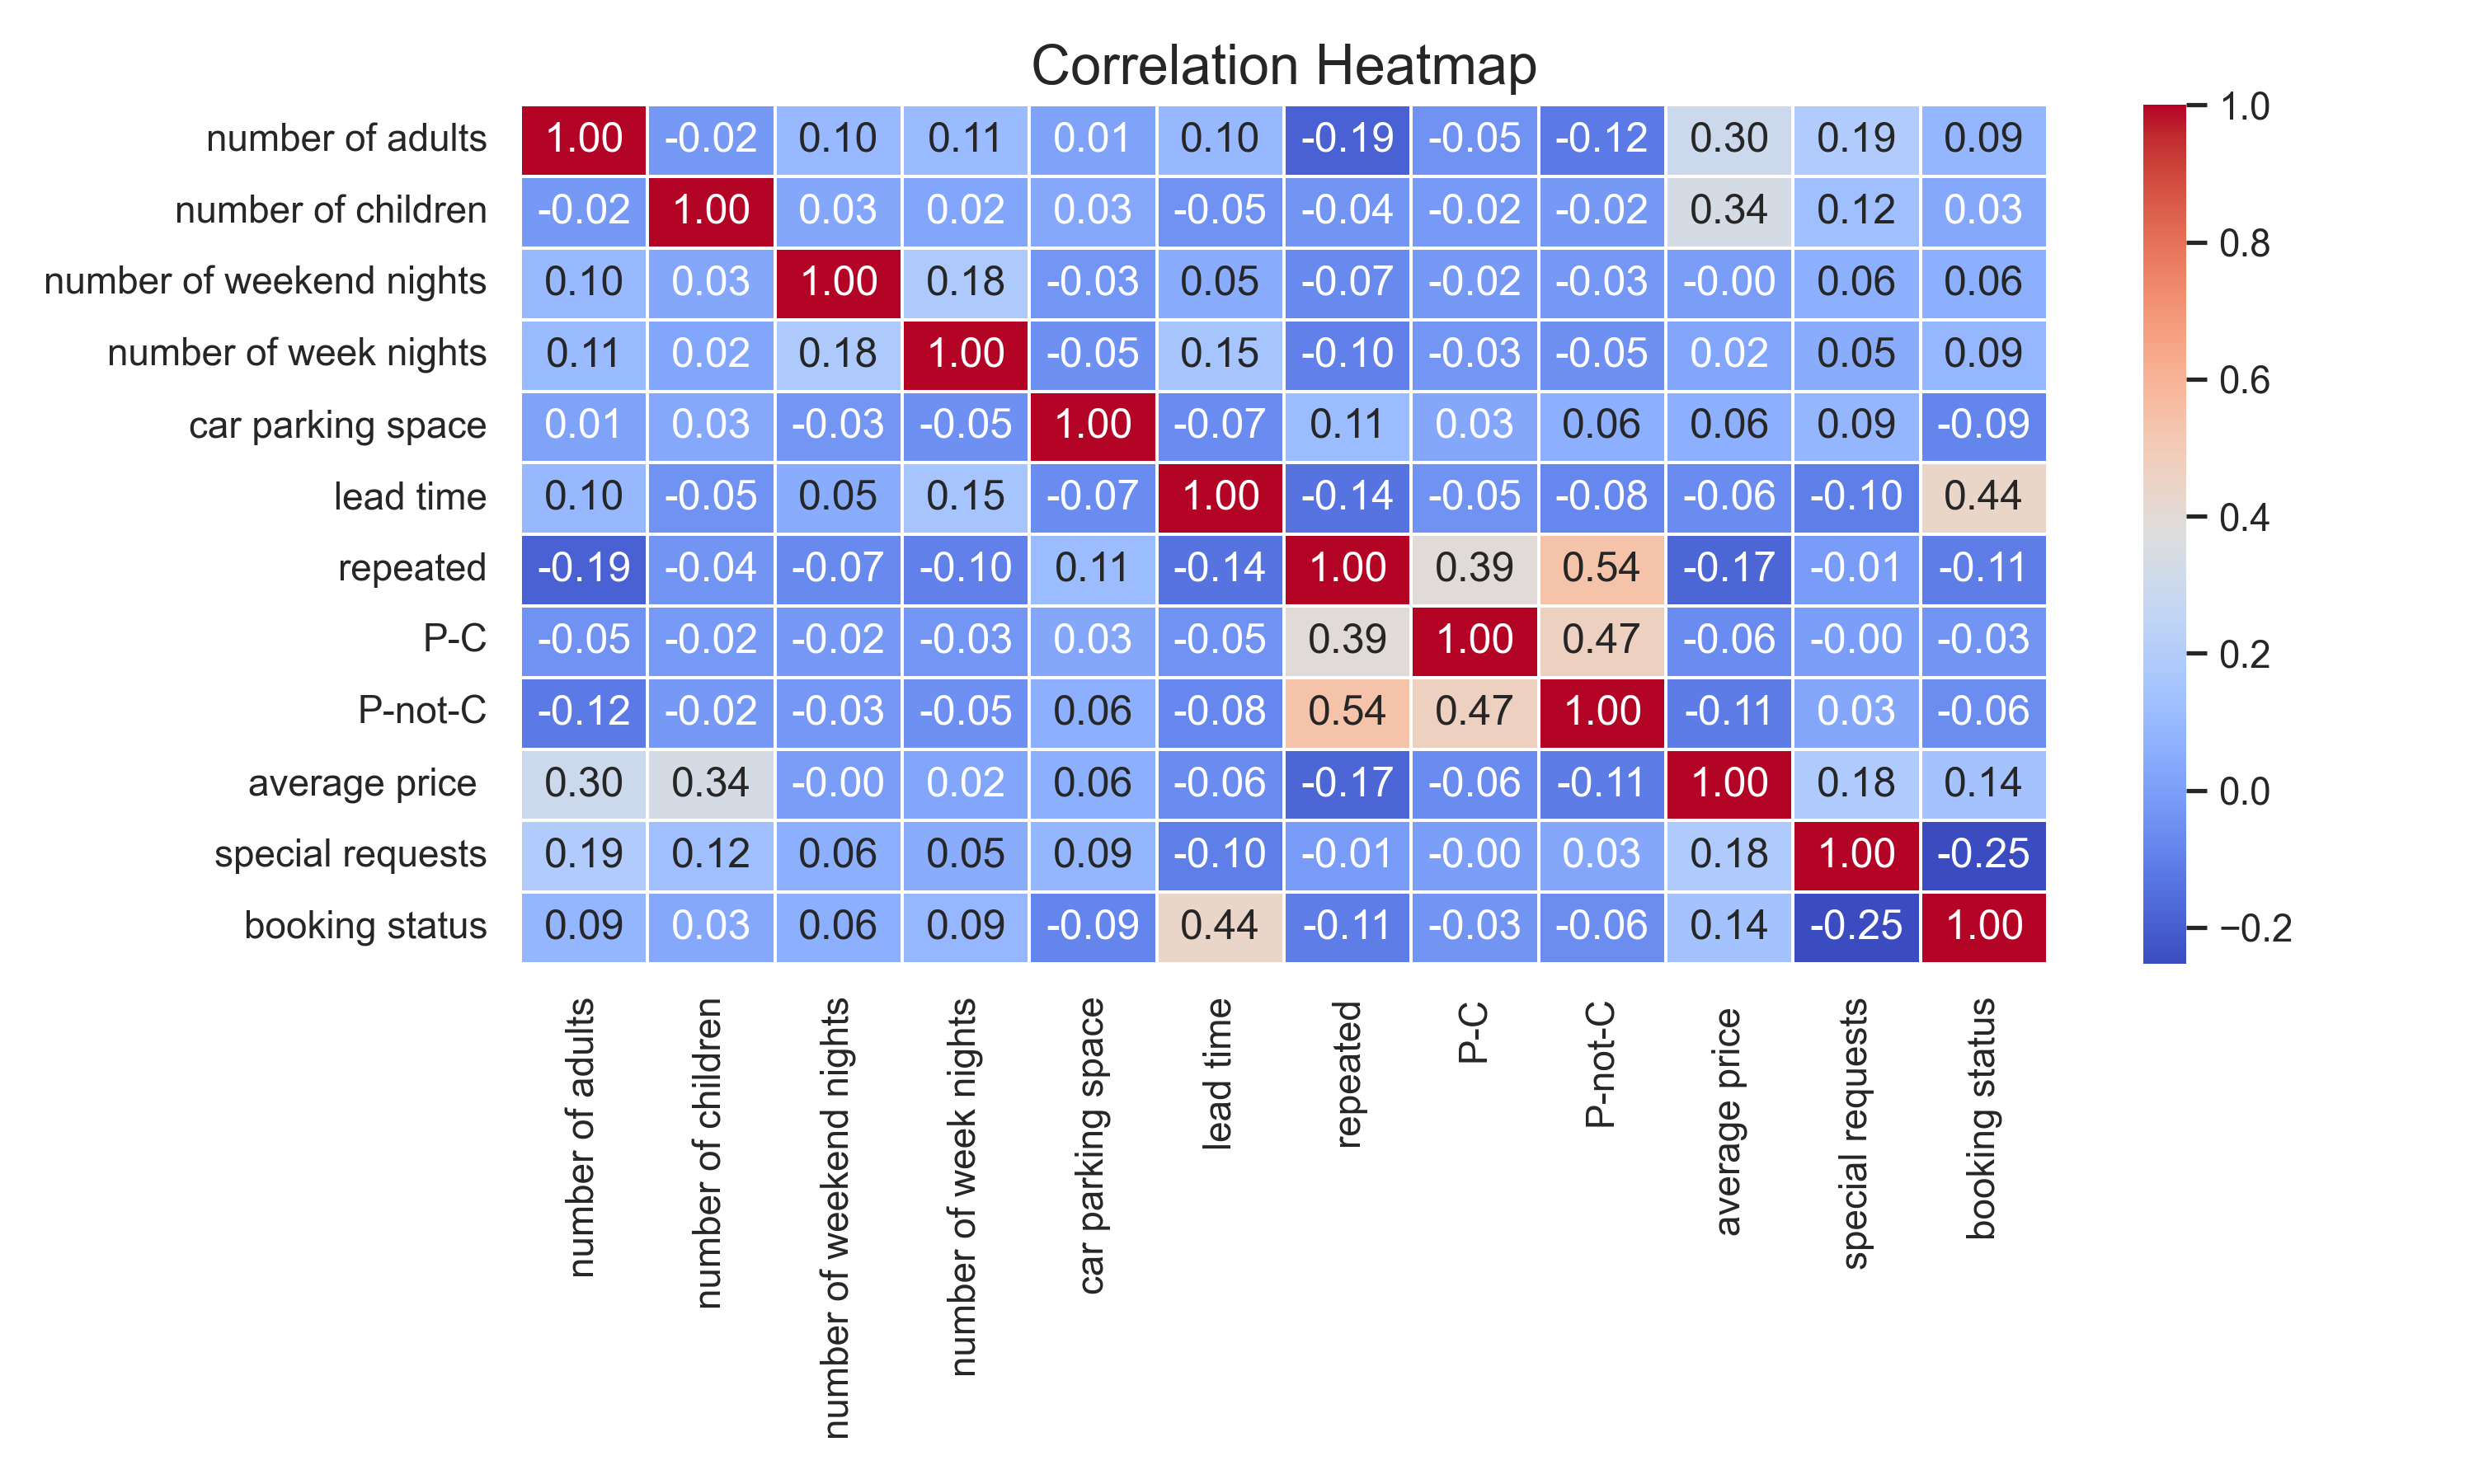 Correlation Heatmap
number of adults 1.00 -0.02 0.10 0.11 0.01 0.10 -0.19 -0.05 -0.12 0.30 0.19 0.09
number of children -0.02 1.00 0.03 0.02 0.03 -0.05 -0.04 -0.02 -0.02 0.34 0.12 0.03
number of weekend nights 0.10 0.03 1.00 0.18 -0.03 0.05 -0.07 -0.02 -0.03 -0.00 0.06 0.06
number of week nights 0.11 0.02 0.18 1.00 -0.05 0.15 -0.10 -0.03 -0.05 0.02 0.05 0.09
car parking space 0.01 0.03 -0.03 -0.05 1.00 -0.07 0.11 0.03 0.06 0.06 0.09 -0.09
lead time 0.10 -0.05 0.05 0.15 -0.07 1.00 -0.14 -0.05 -0.08 -0.06 -0.10 0.44
repeated -0.19 -0.04 -0.07 -0.10 0.11 -0.14 1.00 0.39 0.54 -0.17 -0.01 -0.11
P-C -0.05 -0.02 -0.02 -0.03 0.03 -0.05 0.39 1.00 0.47 -0.06 -0.00 -0.03
P-not-C -0.12 -0.02 -0.03 -0.05 0.06 -0.08 0.54 0.47 1.00 -0.11 0.03 -0.06
average price 0.30 0.34 -0.00 0.02 0.06 -0.06 -0.17 -0.06 -0.11 1.00 0.18 0.14
special requests 0.19 0.12 0.06 0.05 0.09 -0.10 -0.01 -0.00 0.03 0.18 1.00 -0.25
booking status 0.09 0.03 0.06 0.09 -0.09 0.44 -0.11 -0.03 -0.06 0.14 -0.25 1.00
number of adults
number of children
number of weekend nights
number of week nights
car parking space
lead time
repeated
P-C
P-not-C
average price
special requests
booking status
1.0
0.8
0.6
0.4
0.2
0.0
−0.2